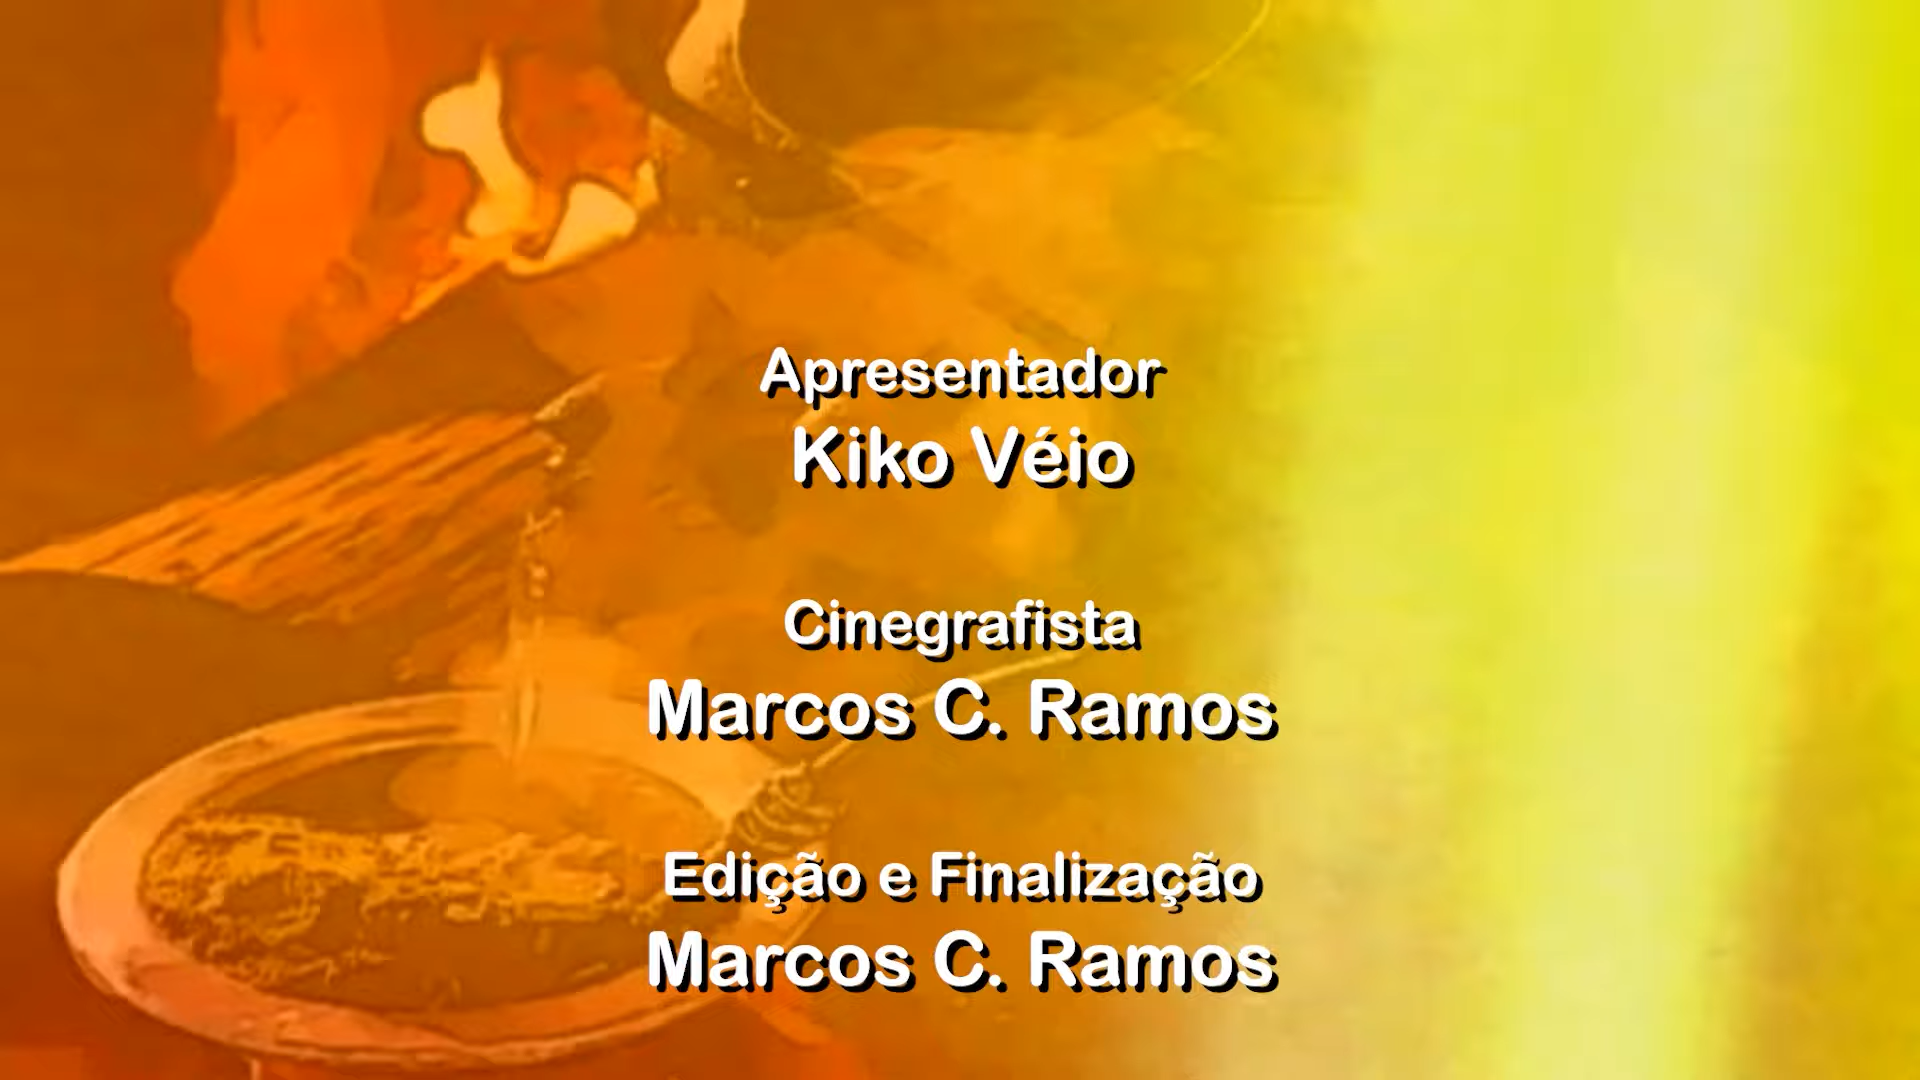 Apresentador
Kiko Véio
Cinegrafista
Marcos C. Ramos
Edição e Finalização
Marcos C. Ramos